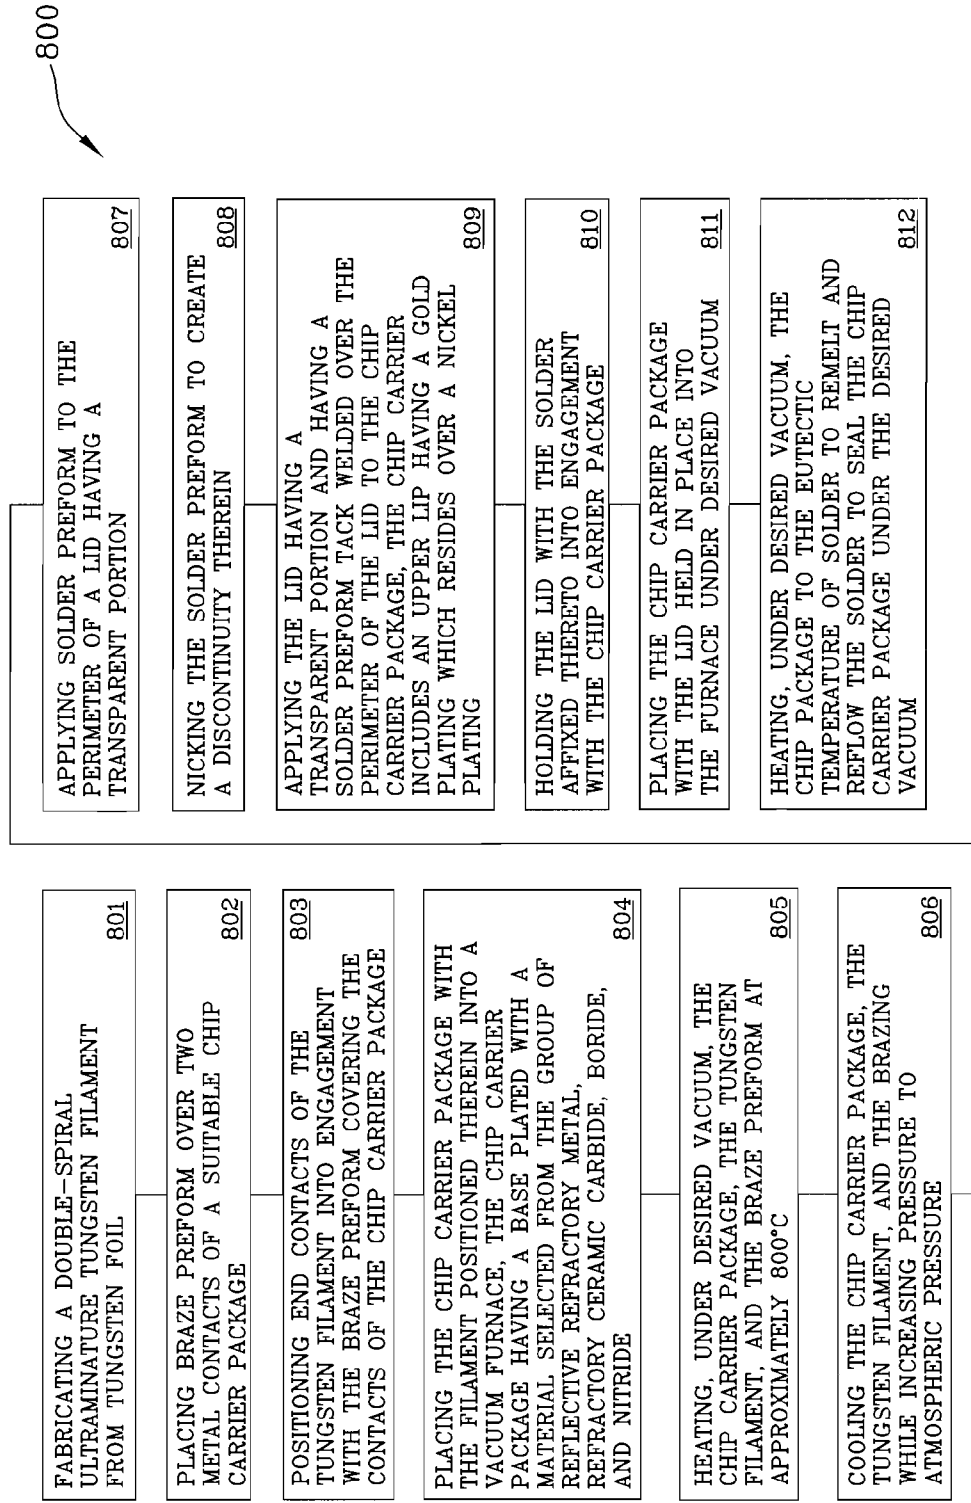 800
FABRICATING A DOUBLE-SPIRAL
ULTRAMINATURE TUNGSTEN FILAMENT
FROM TUNGSTEN FOIL
801
PLACING BRAZE PREFORM OVER TWO
METAL CONTACTS OF A SUITABLE CHIP
CARRIER PACKAGE
802
POSITIONING END CONTACTS OF THE 803
TUNGSTEN FILAMENT INTO ENGAGEMENT
WITH THE BRAZE PREFORM COVERING THE
CONTACTS OF THE CHIP CARRIER PACKAGE
PLACING THE CHIP CARRIER PACKAGE WITH
THE FILAMENT POSITIONED THEREIN INTO A
VACUUM FURNACE, THE CHIP CARRIER
PACKAGE HAVING A BASE PLATED WITH A
MATERIAL SELECTED FROM THE GROUP OF
REFLECTIVE REFRACTORY METAL,
REFRACTORY CERAMIC CARBIDE, BORIDE,
AND NITRIDE 804
HEATING, UNDER DESIRED VACUUM, THE
CHIP CARRIER PACKAGE, THE TUNGSTEN
FILAMENT, AND THE BRAZE PREFORM AT
APPROXIMATELY 800°C 805
COOLING THE CHIP CARRIER PACKAGE, THE
TUNGSTEN FILAMENT, AND THE BRAZING
WHILE INCREASING PRESSURE TO
ATMOSPHERIC PRESSURE 806
APPLYING SOLDER PREFORM TO THE
PERIMETER OF A LID HAVING A
TRANSPARENT PORTION 807
NICKING THE SOLDER PREFORM TO CREATE
A DISCONTINUITY THEREIN 808
APPLYING THE LID HAVING A
TRANSPARENT PORTION AND HAVING A
SOLDER PREFORM TACK WELDED OVER THE
PERIMETER OF THE LID TO THE CHIP
CARRIER PACKAGE, THE CHIP CARRIER
INCLUDES AN UPPER LIP HAVING A GOLD
PLATING WHICH RESIDES OVER A NICKEL
PLATING 809
HOLDING THE LID WITH THE SOLDER
AFFIXED THERETO INTO ENGAGEMENT
WITH THE CHIP CARRIER PACKAGE 810
PLACING THE CHIP CARRIER PACKAGE
WITH THE LID HELD IN PLACE INTO
THE FURNACE UNDER DESIRED VACUUM 811
HEATING, UNDER DESIRED VACUUM, THE
CHIP PACKAGE TO THE EUTECTIC
TEMPERATURE OF SOLDER TO REMELT AND
REFLOW THE SOLDER TO SEAL THE CHIP
CARRIER PACKAGE UNDER THE DESIRED
VACUUM 812